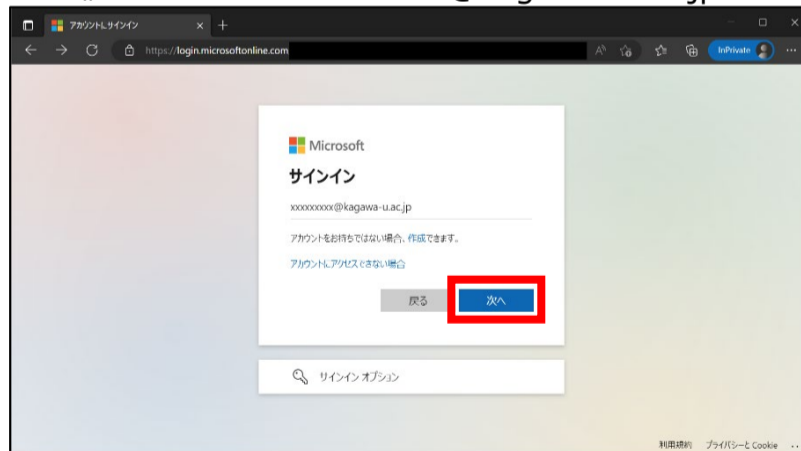 アカウントにサインイン
https://login.microsoftonline.com
InPrivate
Microsoft
サインイン
xxxxxxxxx@kagawa-u.ac.jp
アカウントをお持ちではない場合、作成できます。
アカウントにアクセスできない場合
戻る 次へ
サインイン オプション
利用規約 プライバシーと Cookie ...